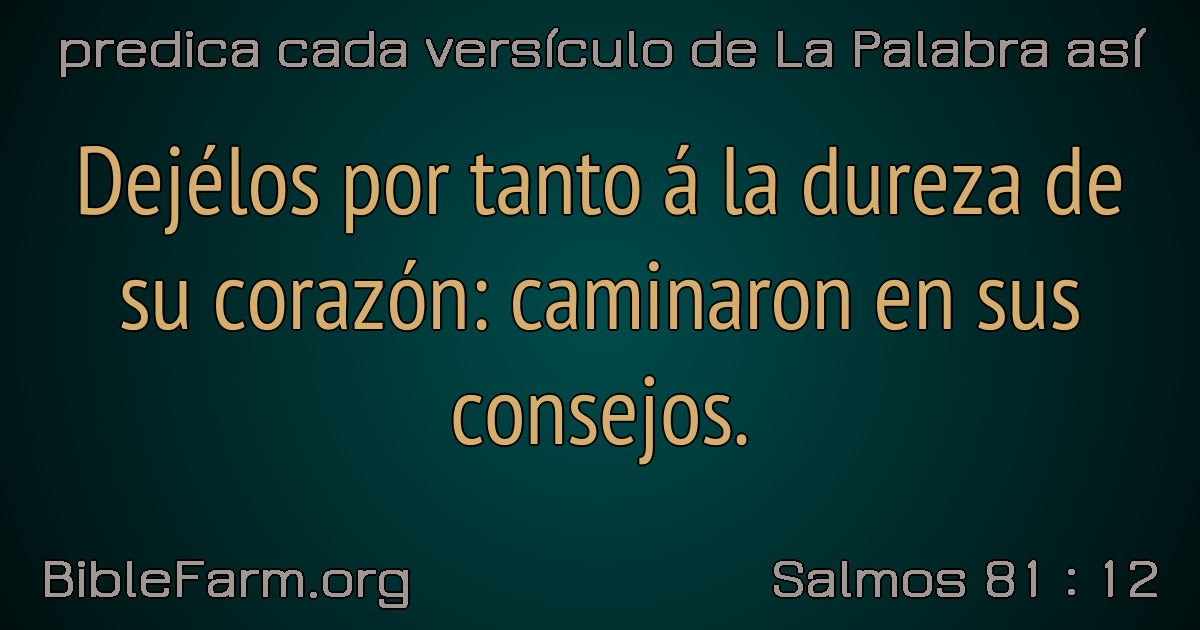 predica cada versículo de La Palabra así
Dejélos por tanto á la dureza de
su corazón: caminaron en sus
consejos.
BibleFarm.org
Salmos 81 : 12